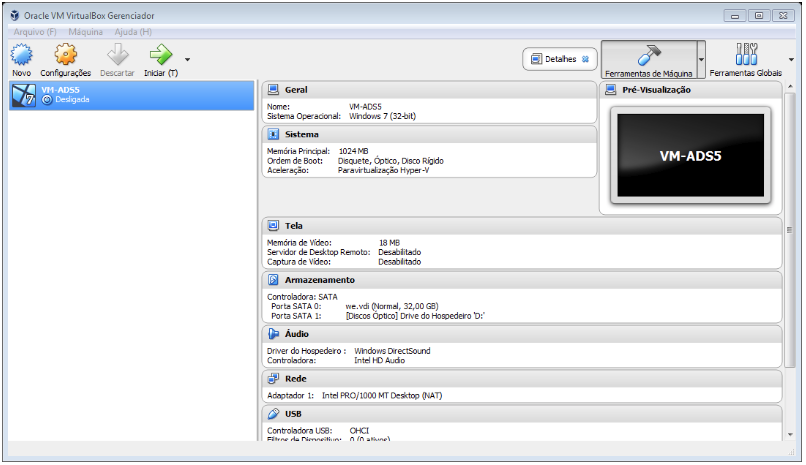 Oracle VM VirtualBox Gerenciador
Arquivo (F) Máquina Ajuda (H)
Novo Configurações Descartar Iniciar (T) Detalhes Ferramentas de Máquina Ferramentas Globais
VM-ADS5
Desligada
Geral
Nome: VM-ADS5
Sistema Operacional: Windows 7 (32-bit)
Sistema
Memória Principal: 1024 MB
Ordem de Boot: Disquete, Óptico, Disco Rígido
Aceleração: Paravirtualização Hyper-V
Pré-Visualização
VM-ADS5
Tela
Memória de Vídeo: 18 MB
Servidor de Desktop Remoto: Desabilitado
Captura de Vídeo: Desabilitado
Armazenamento
Controladora: SATA
Porta SATA 0: we.vdi (Normal, 32,00 GB)
Porta SATA 1: [Discos Óptico] Drive do Hospedeiro 'D:'
Áudio
Driver do Hospedeiro : Windows DirectSound
Controladora: Intel HD Audio
Rede
Adaptador 1: Intel PRO/1000 MT Desktop (NAT)
USB
Controladora USB: OHCI
Filtros de Dispositivo: 0 (0 ativos)